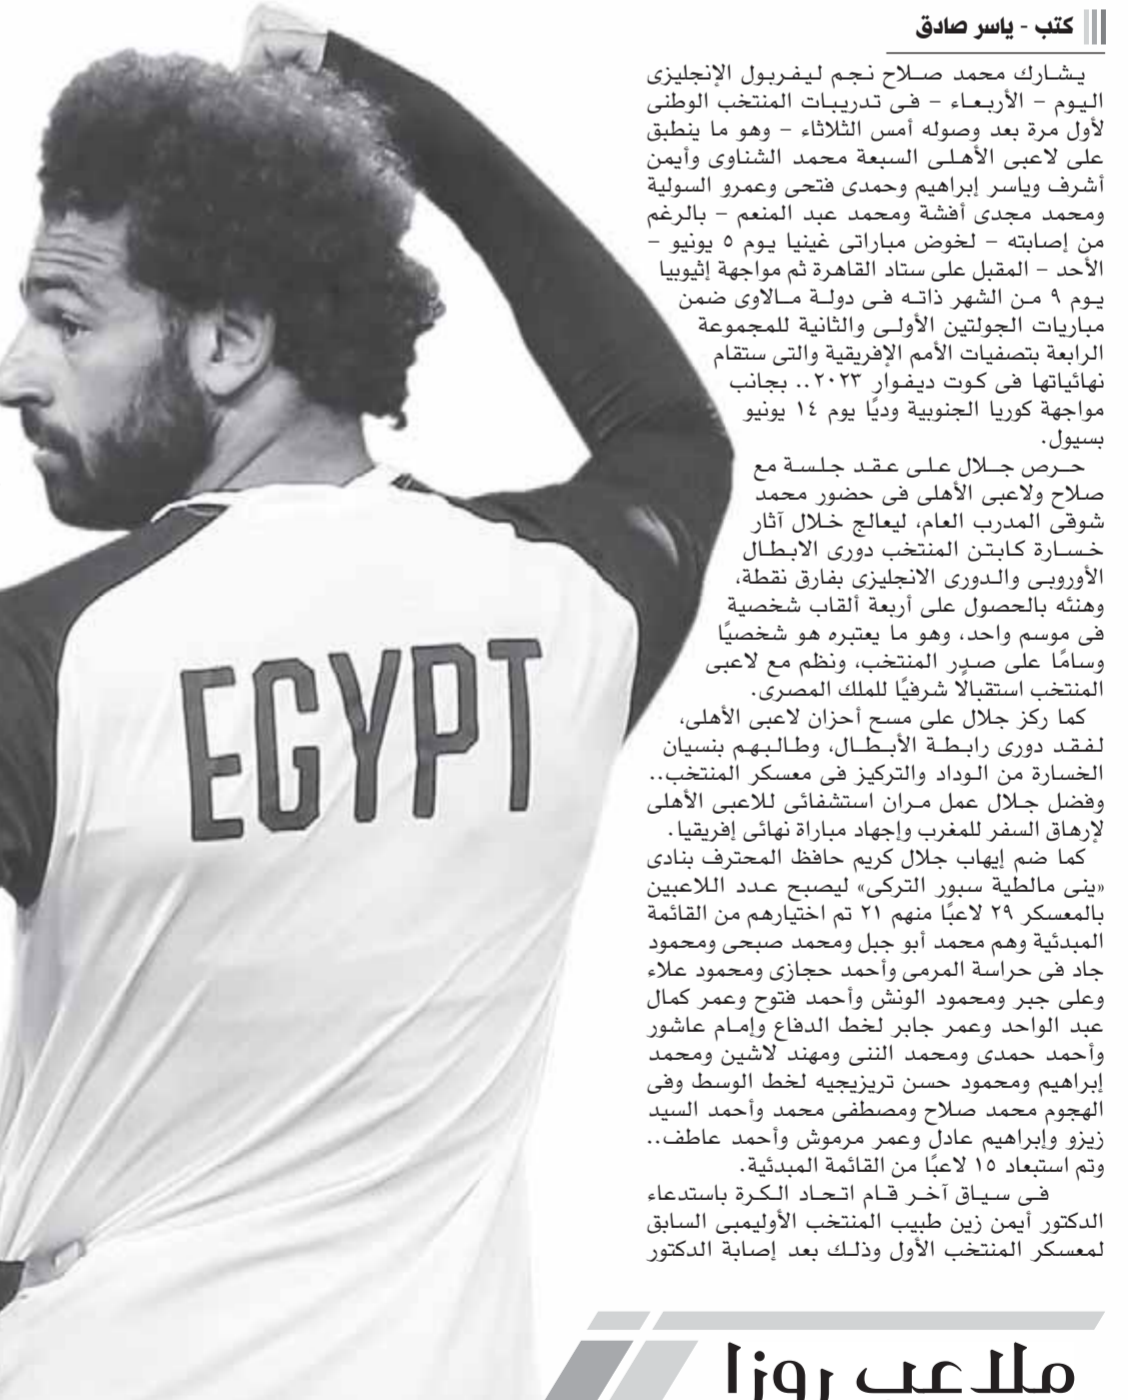 كتب - ياسر صادق
يشارك محمد صلاح نجم ليفربول الإنجليزى
اليوم - الأربعاء - فى تدريبات المنتخب الوطنى
لأول مرة بعد وصوله أمس الثلاثاء - وهو ما ينطبق
على لاعبى الأهلى السبعة محمد الشناوى وأيمن
أشرف وياسر إبراهيم وحمدى فتحى وعمرو السولية
ومحمد مجدى أفشة ومحمد عبد المنعم - بالرغم
من إصابته - لخوض مباراتى غينيا يوم ٥ يونيو -
الأحد - المقبل على ستاد القاهرة ثم مواجهة إثيوبيا
يوم ٩ من الشهر ذاته فى دولة مالاوى ضمن
مباريات الجولتين الأولى والثانية للمجموعة
الرابعة بتصفيات الأمم الإفريقية والتى ستقام
نهائياتها فى كوت ديفوار ٢٠٢٣.. بجانب
مواجهة كوريا الجنوبية وديًا يوم ١٤ يونيو
بسيول.
حرص جلال على عقد جلسة مع
صلاح ولاعبى الأهلى فى حضور محمد
شوقى المدرب العام، ليعالج خلال آثار
خسارة كابتن المنتخب دورى الابطال
الأوروبى والدورى الانجليزى بفارق نقطة،
وهنئه بالحصول على أربعة ألقاب شخصية
فى موسم واحد، وهو ما يعتبره هو شخصيًا
وسامًا على صدٍر المنتخب، ونظم مع لاعبى
المنتخب استقبالًا شرفيًا للملك المصرى.
كما ركز جلال على مسح أحزان لاعبى الأهلى،
لفقد دورى رابطة الأبطال، وطالبهم بنسيان
الخسارة من الوداد والتركيز فى معسكر المنتخب..
وفضل جلال عمل مران استشفائى للاعبى الأهلى
لإرهاق السفر للمغرب وإجهاد مباراة نهائى إفريقيا.
كما ضم إيهاب جلال كريم حافظ المحترف بنادى
«ينى مالطية سبور التركى» ليصبح عدد اللاعبين
بالمعسكر ٢٩ لاعبًا منهم ٢١ تم اختيارهم من القائمة
المبدئية وهم محمد أبو جبل ومحمد صبحى ومحمود
جاد فى حراسة المرمى وأحمد حجازى ومحمود علاء
وعلى جبر ومحمود الونش وأحمد فتوح وعمر كمال
عبد الواحد وعمر جابر لخط الدفاع وإمام عاشور
وأحمد حمدى ومحمد الننى ومهند لاشين ومحمد
إبراهيم ومحمود حسن تريزيجيه لخط الوسط وفى
الهجوم محمد صلاح ومصطفى محمد وأحمد السيد
زيزو وإبراهيم عادل وعمر مرموش وأحمد عاطف..
وتم استبعاد ١٥ لاعبًا من القائمة المبدئية.
فى سياق آخر قام اتحاد الكرة باستدعاء
الدكتور أيمن زين طبيب المنتخب الأوليمبى السابق
لمعسكر المنتخب الأول وذلك بعد إصابة الدكتور
EGYPT
ملاعب روزا